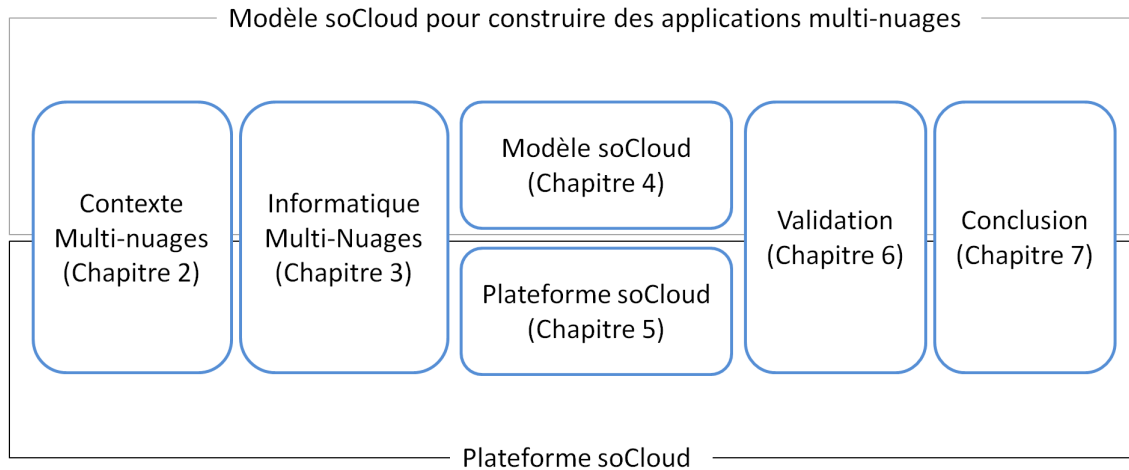 Modèle soCloud pour construire des applications multi-nuages
Contexte
Multi-nuages
(Chapitre 2)
Informatique
Multi-Nuages
(Chapitre 3)
Modèle soCloud
(Chapitre 4)
Plateforme soCloud
(Chapitre 5)
Validation
(Chapitre 6)
Conclusion
(Chapitre 7)
Plateforme soCloud